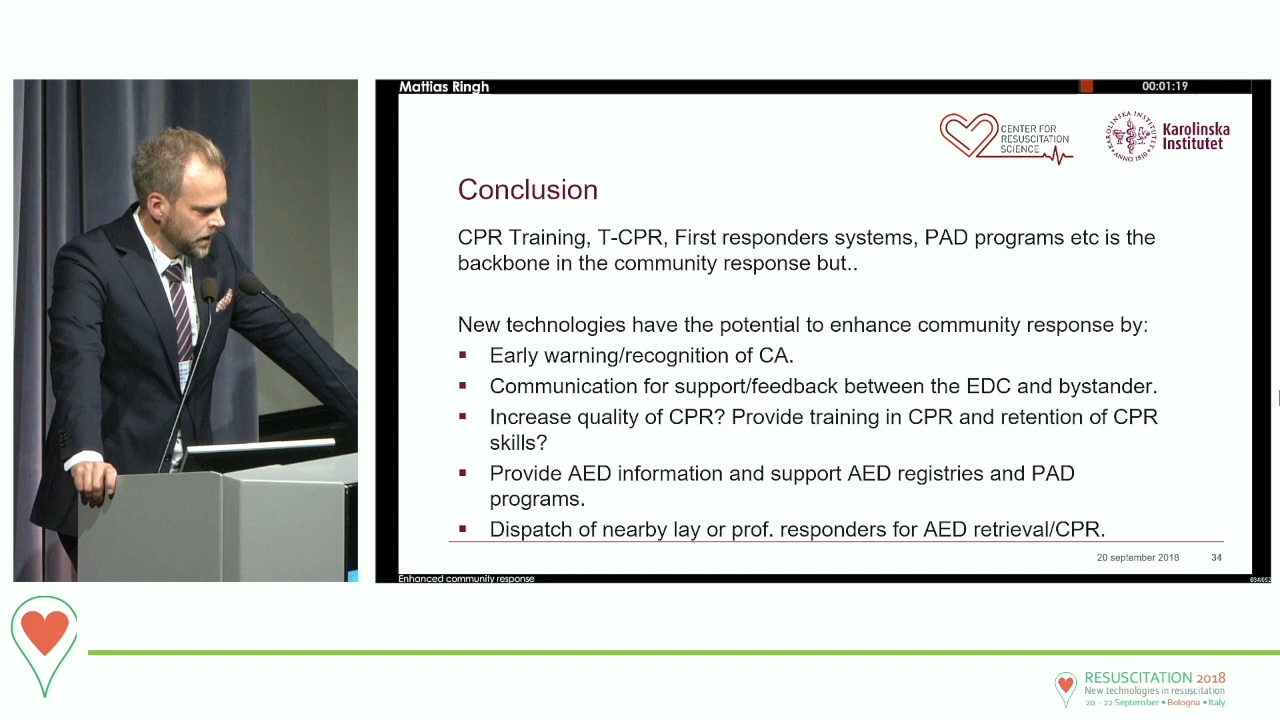 Mattias Ringh
00:01:19
CENTER FOR
RESUSCITATION
SCIENCE
KAROLINSKA INSTITUTET
ANNO 1810
Karolinska
Institutet
Conclusion
CPR Training, T-CPR, First responders systems, PAD programs etc is the
backbone in the community response but..
New technologies have the potential to enhance community response by:
▪ Early warning/recognition of CA.
▪ Communication for support/feedback between the EDC and bystander.
▪ Increase quality of CPR? Provide training in CPR and retention of CPR
skills?
▪ Provide AED information and support AED registries and PAD
programs.
▪ Dispatch of nearby lay or prof. responders for AED retrieval/CPR.
20 september 2018 34
Enhanced community response
RESUSCITATION 2018
New technologies in resuscitation
20 - 22 September • Bologna • Italy